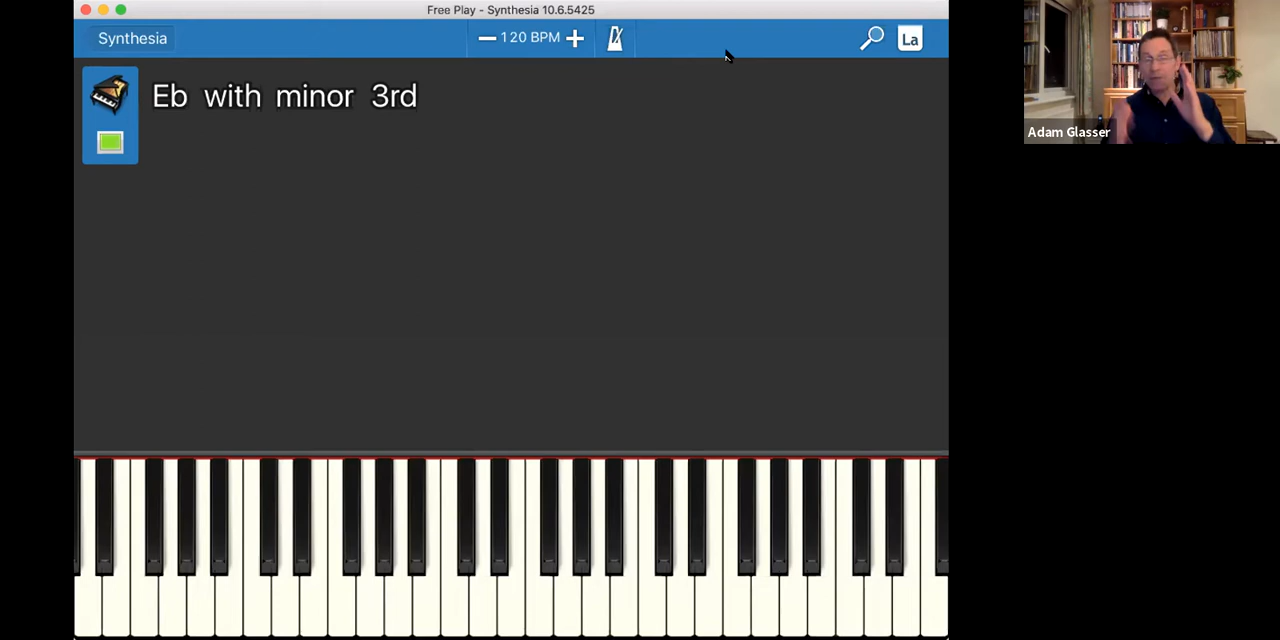 Free Play - Synthesia 10.6.5425
Synthesia
120 BPM
La
Eb with minor 3rd
Adam Glasser